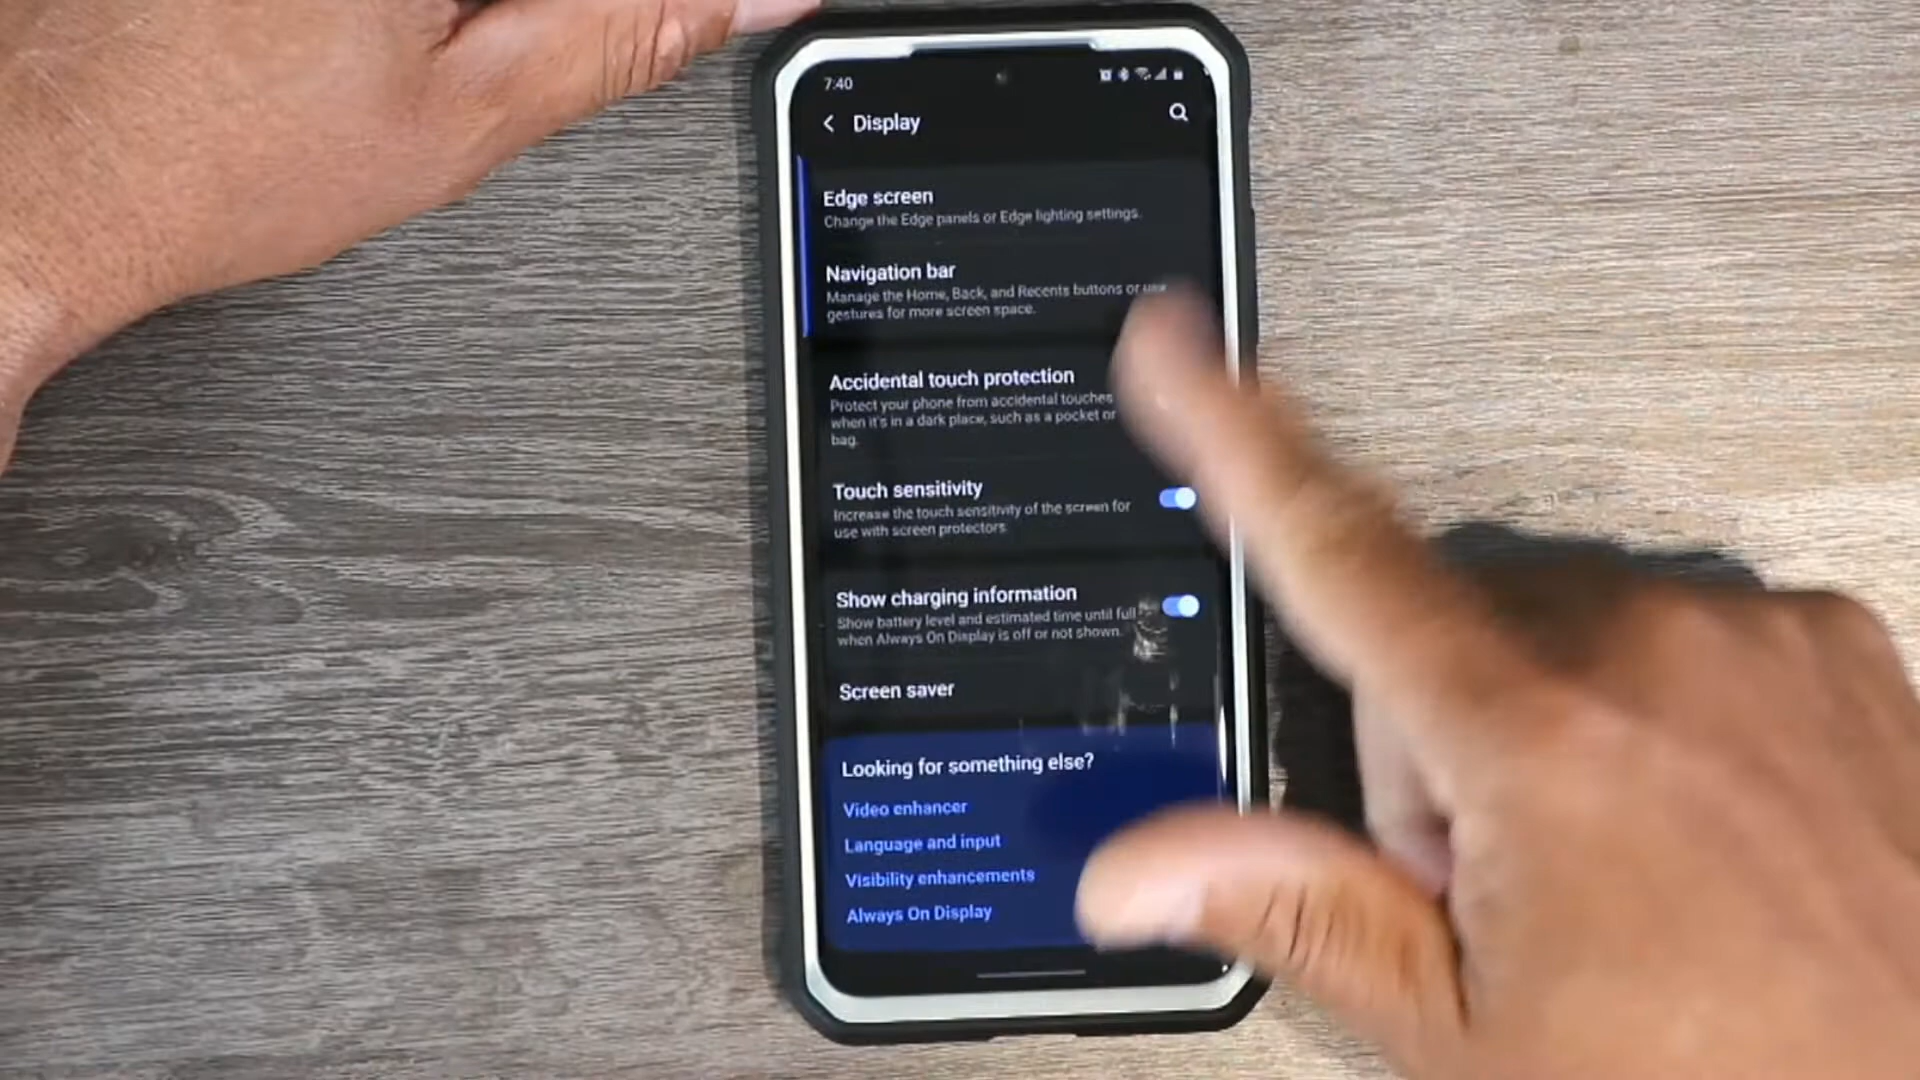 7:40
Display
Edge screen
Change the Edge panels or Edge lighting settings.
Navigation bar
Manage the Home, Back, and Recents buttons or use
gestures for more screen space.
Accidental touch protection
Protect your phone from accidental touches
when it's in a dark place, such as a pocket or
bag.
Touch sensitivity
Increase the touch sensitivity of the screen for
use with screen protectors.
Show charging information
Show battery level and estimated time until full
when Always On Display is off or not shown.
Screen saver
Looking for something else?
Video enhancer
Language and input
Visibility enhancements
Always On Display